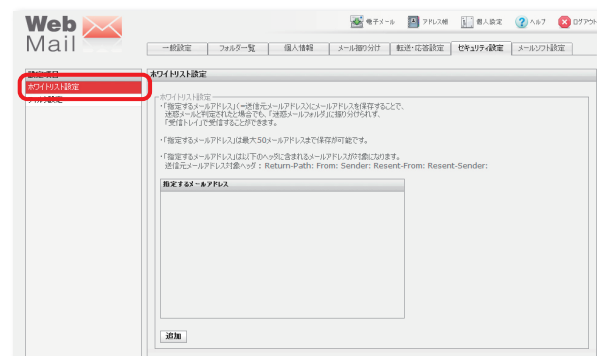 Web
Mail
電子メール アドレス帳 個人設定 ヘルプ ログアウト
一般設定 フォルダ一覧 個人情報 メール振り分け 転送・応答設定 セキュリティ設定 メールソフト設定
設定項目
ホワイトリスト設定
ホワイトリスト設定
ホワイトリスト設定
・「指定するメールアドレス」(=送信元メールアドレス)にメールアドレスを保存することで、
迷惑メールと判定されたと場合でも、「迷惑メールフォルダ」に振り分けられず、
「受信トレイ」で受信することができます。
・「指定するメールアドレス」は最大50メールアドレスまで保存が可能です。
・「指定するメールアドレス」は以下のヘッダに含まれるメールアドレスが対象になります。
送信元メールアドレス対象ヘッダ : Return-Path: From: Sender: Resent-From: Resent-Sender:
指定するメールアドレス
追加